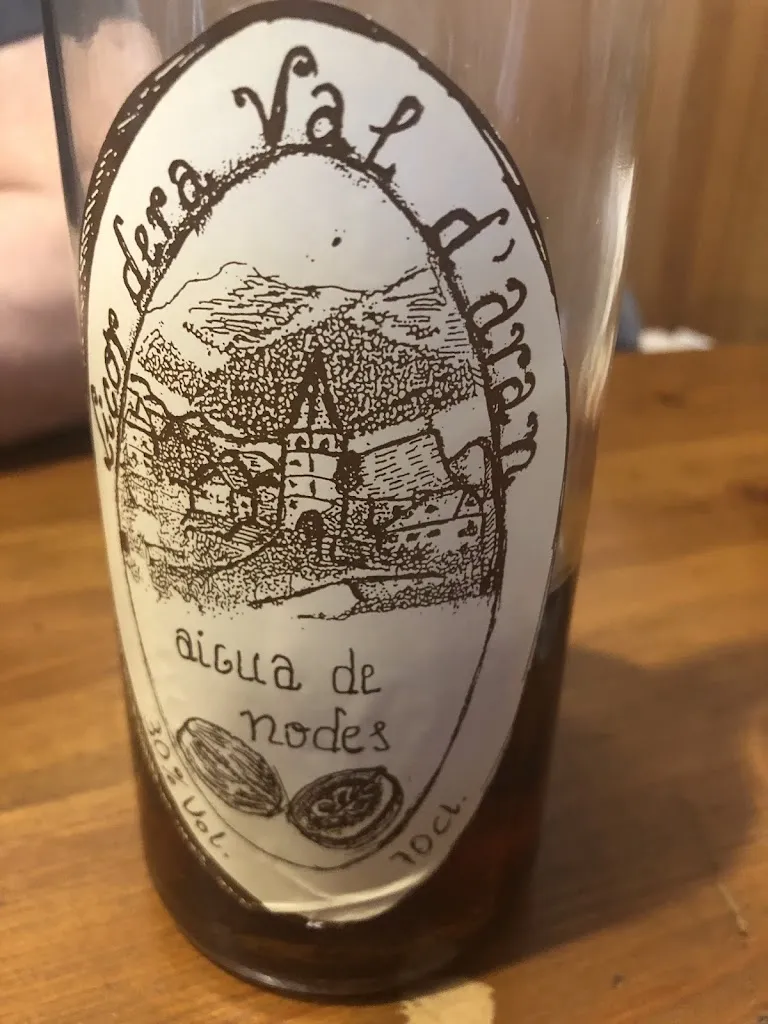 licor dera Val d'aran
aigua de
nodes
30% Vol.
70Cl.